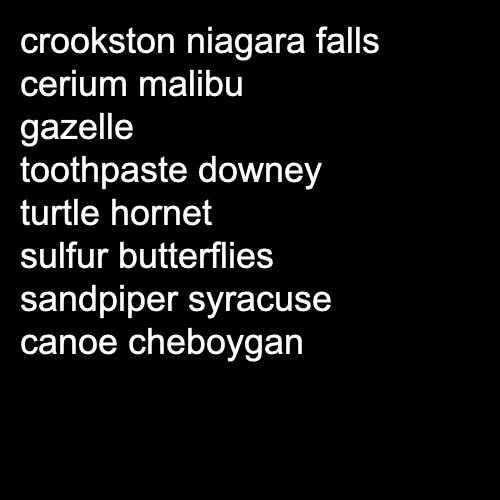 crookston niagara falls
cerium malibu
gazelle
toothpaste downey
turtle hornet
sulfur butterflies
sandpiper syracuse
canoe cheboygan